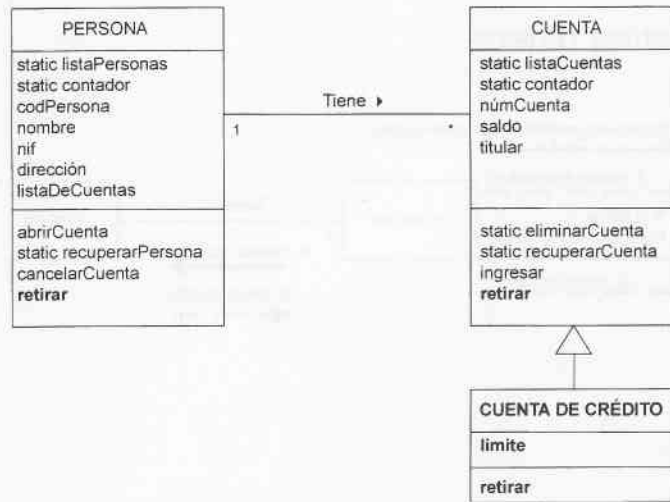 PERSONA
static listaPersonas
static contador
codPersona
nombre
nif
dirección
listaDeCuentas
abrirCuenta
static recuperarPersona
cancelarCuenta
retirar
Tiene ▸
1
*
CUENTA
static listaCuentas
static contador
númCuenta
saldo
titular
static eliminarCuenta
static recuperarCuenta
ingresar
retirar
CUENTA DE CRÉDITO
limite
retirar